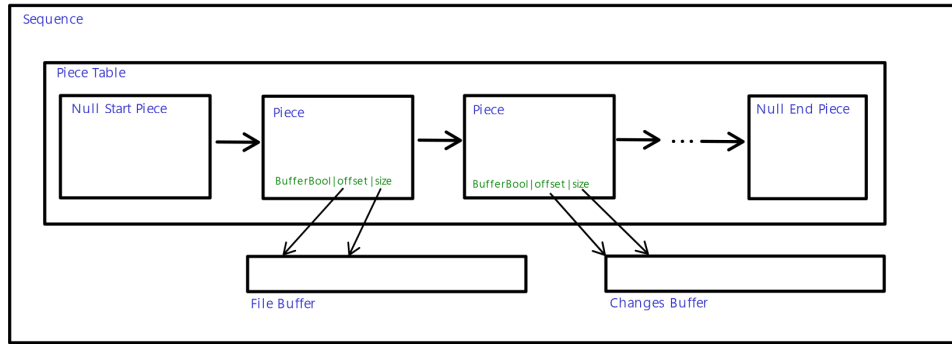 Sequence
Piece Table
Null Start Piece
Piece
Piece
Null End Piece
...
BufferBool|offset|size
BufferBool|offset|size
File Buffer
Changes Buffer